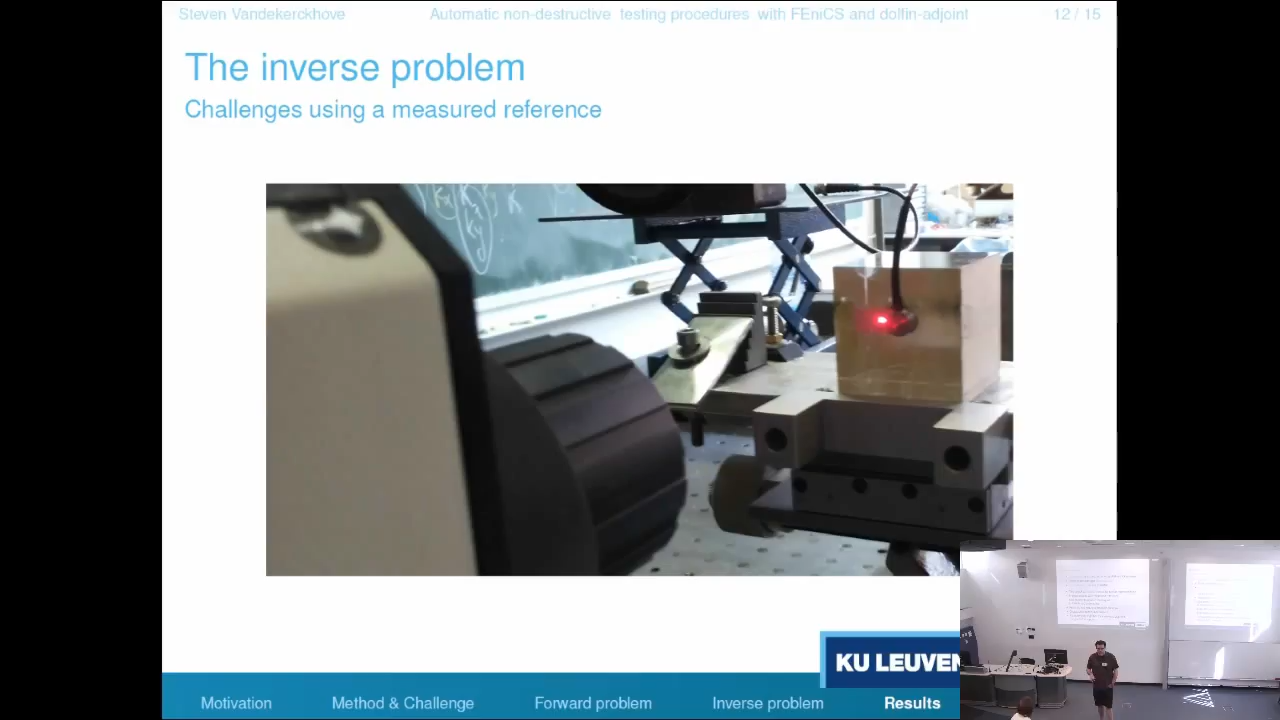 Steven Vandekerckhove Automatic non-destructive testing procedures with FEniCS and dolfin-adjoint 12 / 15
The inverse problem
Challenges using a measured reference
KU LEUVEN
Motivation Method & Challenge Forward problem Inverse problem Results